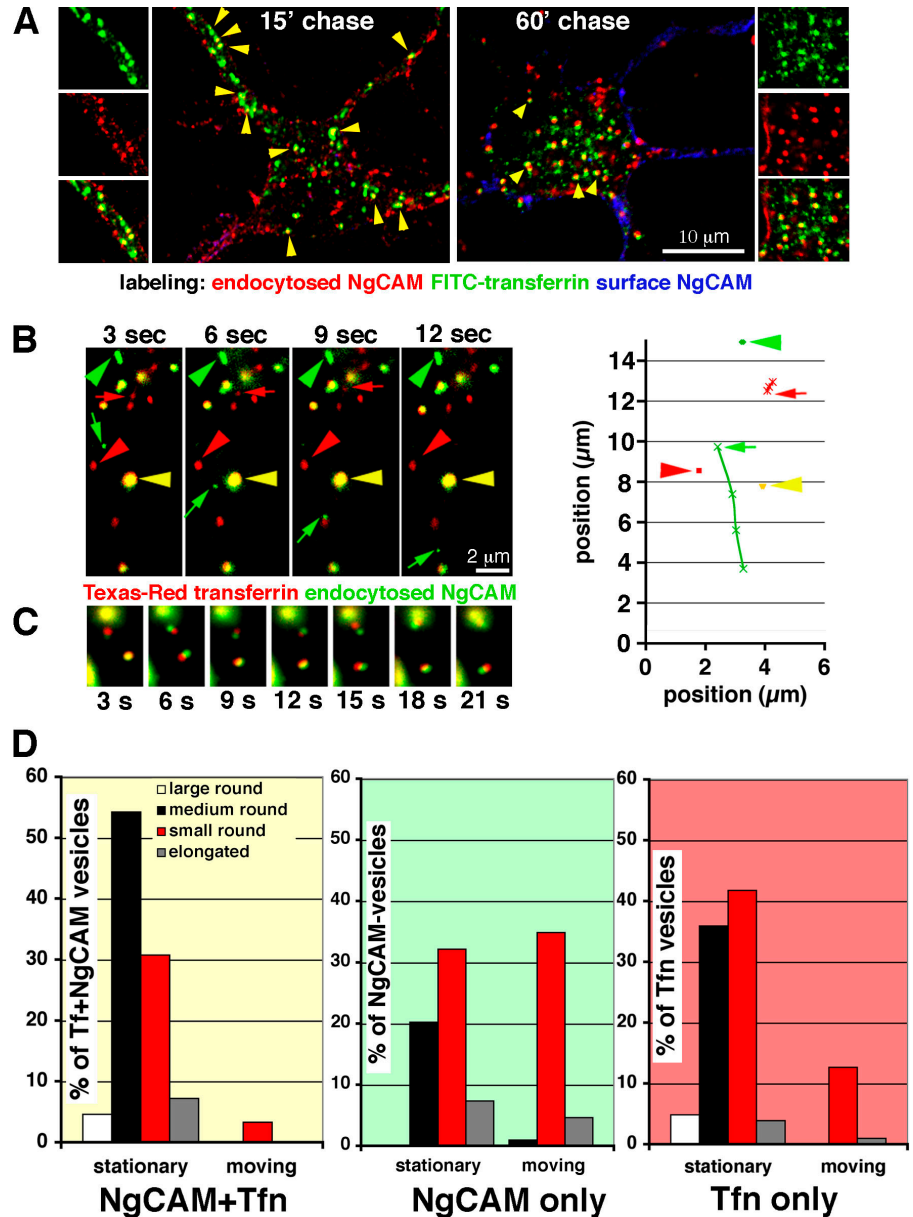 A
15' chase
60' chase
10 µm
labeling: endocytosed NgCAM FITC-transferrin surface NgCAM
B
3 sec
6 sec
9 sec
12 sec
2 µm
Texas-Red transferrin endocytosed NgCAM
position (µm)
14
12
10
8
6
4
2
0
0
2
4
6
position (µm)
C
3 s
6 s
9 s
12 s
15 s
18 s
21 s
D
% of Tf+NgCAM vesicles
60
50
40
30
20
10
0
large round
medium round
small round
elongated
stationary
moving
NgCAM+Tfn
% of NgCAM-vesicles
60
50
40
30
20
10
0
stationary
moving
NgCAM only
% of Tfn vesicles
60
50
40
30
20
10
0
stationary
moving
Tfn only